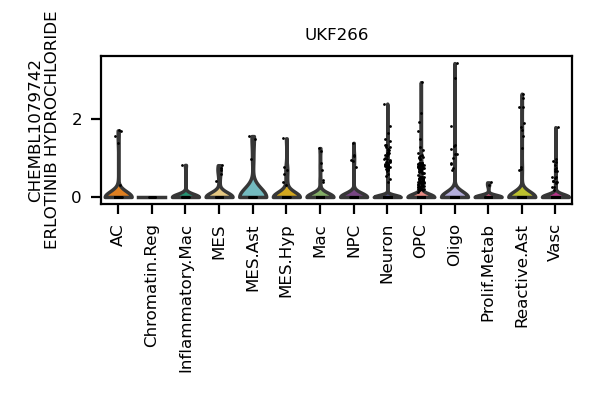 UKF266
CHEMBL1079742
ERLOTINIB HYDROCHLORIDE
2
0
AC
Chromatin.Reg
Inflammatory.Mac
MES
MES.Ast
MES.Hyp
Mac
NPC
Neuron
OPC
Oligo
Prolif.Metab
Reactive.Ast
Vasc